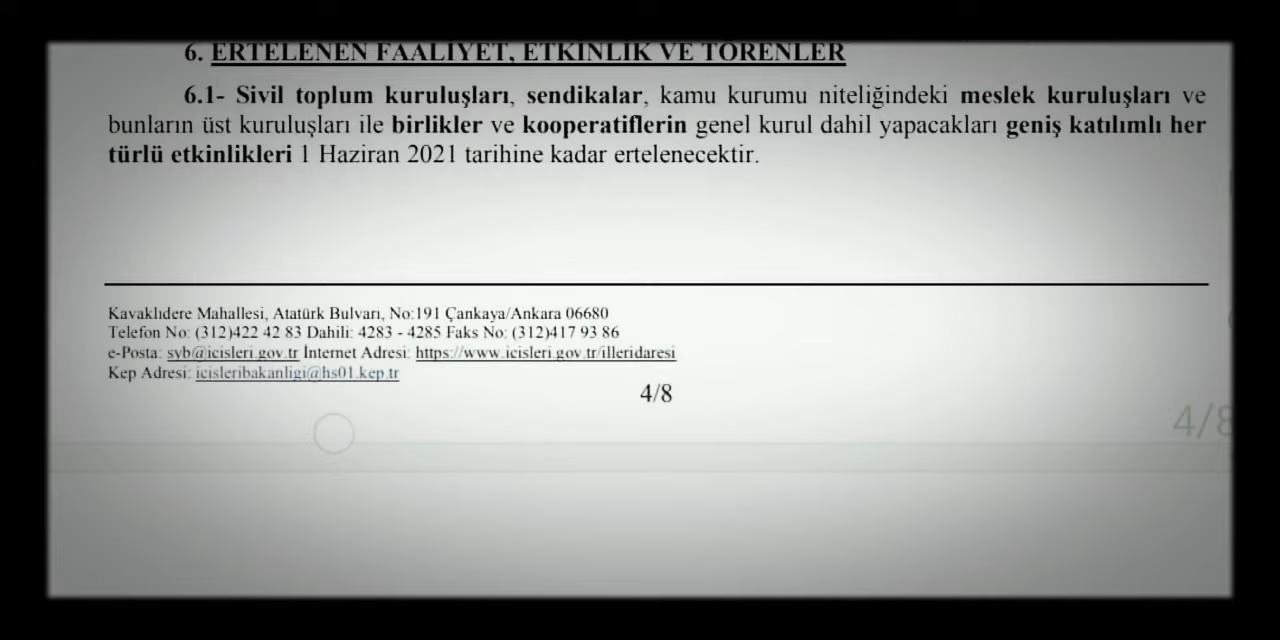 6. ERTELENEN FAALİYET, ETKİNLİK VE TÖRENLER
6.1- Sivil toplum kuruluşları, sendikalar, kamu kurumu niteliğindeki meslek kuruluşları ve
bunların üst kuruluşları ile birlikler ve kooperatiflerin genel kurul dahil yapacakları geniş katılımlı her
türlü etkinlikleri 1 Haziran 2021 tarihine kadar ertelenecektir.
Kavaklıdere Mahallesi, Atatürk Bulvarı, No:191 Çankaya/Ankara 06680
Telefon No: (312)422 42 83 Dahili: 4283 - 4285 Faks No: (312)417 93 86
e-Posta: syb@icisleri.gov.tr İnternet Adresi: https://www.icisleri.gov.tr/illeridaresi
Kep Adresi: icisleribakanligi@hs01.kep.tr
4/8
4/8